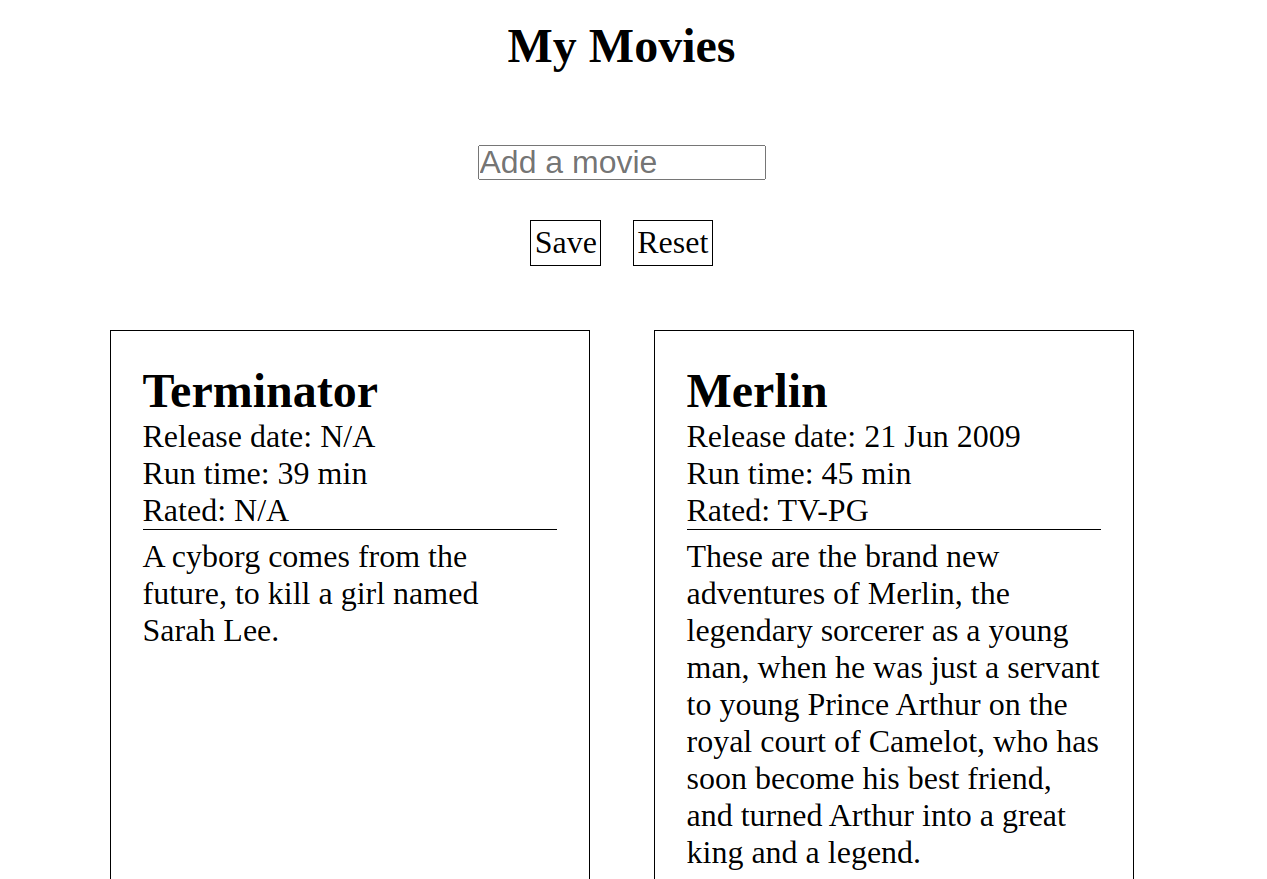 My Movies
Add a movie
Save
Reset
Terminator
Release date: N/A
Run time: 39 min
Rated: N/A
A cyborg comes from the
future, to kill a girl named
Sarah Lee.
Merlin
Release date: 21 Jun 2009
Run time: 45 min
Rated: TV-PG
These are the brand new
adventures of Merlin, the
legendary sorcerer as a young
man, when he was just a servant
to young Prince Arthur on the
royal court of Camelot, who has
soon become his best friend,
and turned Arthur into a great
king and a legend.